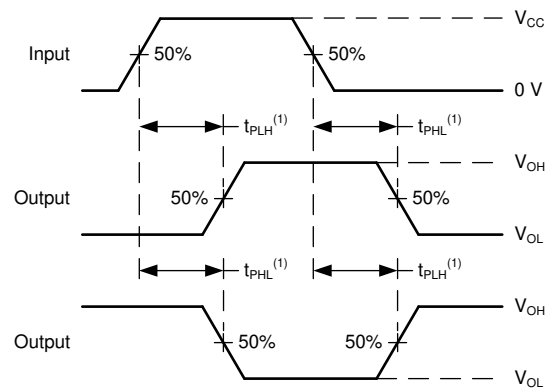 V_CC
Input
50%
50%
0 V
t_PLH^(1)
t_PHL^(1)
V_OH
Output
50%
50%
V_OL
t_PHL^(1)
t_PLH^(1)
V_OH
Output
50%
50%
V_OL